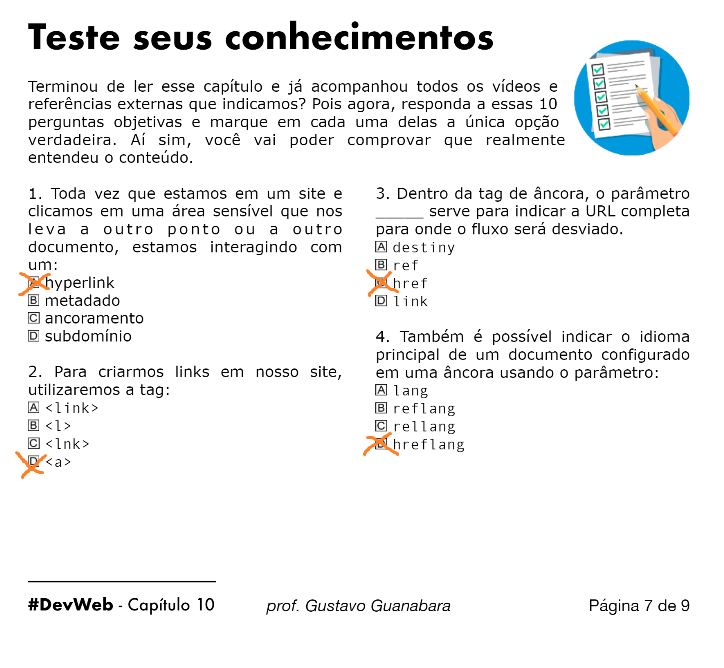 Teste seus conhecimentos
Terminou de ler esse capítulo e já acompanhou todos os vídeos e
referências externas que indicamos? Pois agora, responda a essas 10
perguntas objetivas e marque em cada uma delas a única opção
verdadeira. Aí sim, você vai poder comprovar que realmente
entendeu o conteúdo.
1. Toda vez que estamos em um site e
clicamos em uma área sensível que nos
leva a outro ponto ou a outro
documento, estamos interagindo com
um:
A hyperlink
B metadado
C ancoramento
D subdomínio
2. Para criarmos links em nosso site,
utilizaremos a tag:
A <link>
B <l>
C <lnk>
D <a>
3. Dentro da tag de âncora, o parâmetro
_____ serve para indicar a URL completa
para onde o fluxo será desviado.
A destiny
B ref
C href
D link
4. Também é possível indicar o idioma
principal de um documento configurado
em uma âncora usando o parâmetro:
A lang
B reflang
C rellang
D hreflang
#DevWeb - Capítulo 10
prof. Gustavo Guanabara
Página 7 de 9